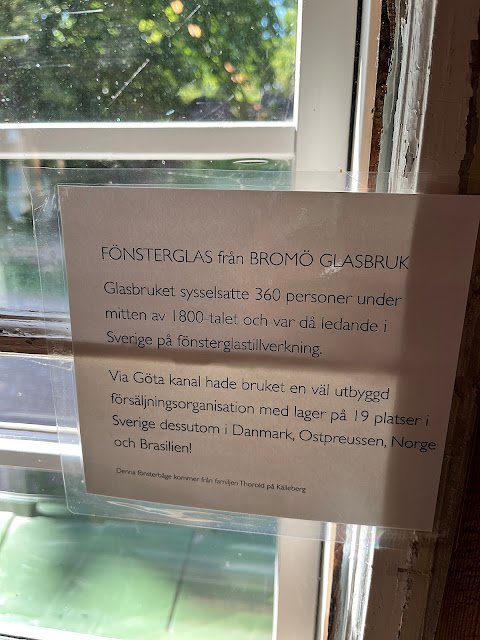 FÖNSTERGLAS från BROMÖ GLASBRUK
Glasbruket sysselsatte 360 personer under
mitten av 1800-talet och var då ledande i
Sverige på fönsterglastillverkning.
Via Göta kanal hade bruket en väl utbyggd
försäljningsorganisation med lager på 19 platser i
Sverige dessutom i Danmark, Ostpreussen, Norge
och Brasilien!
Denna fönsterbåge kommer från familjen Thorold på Källeberg